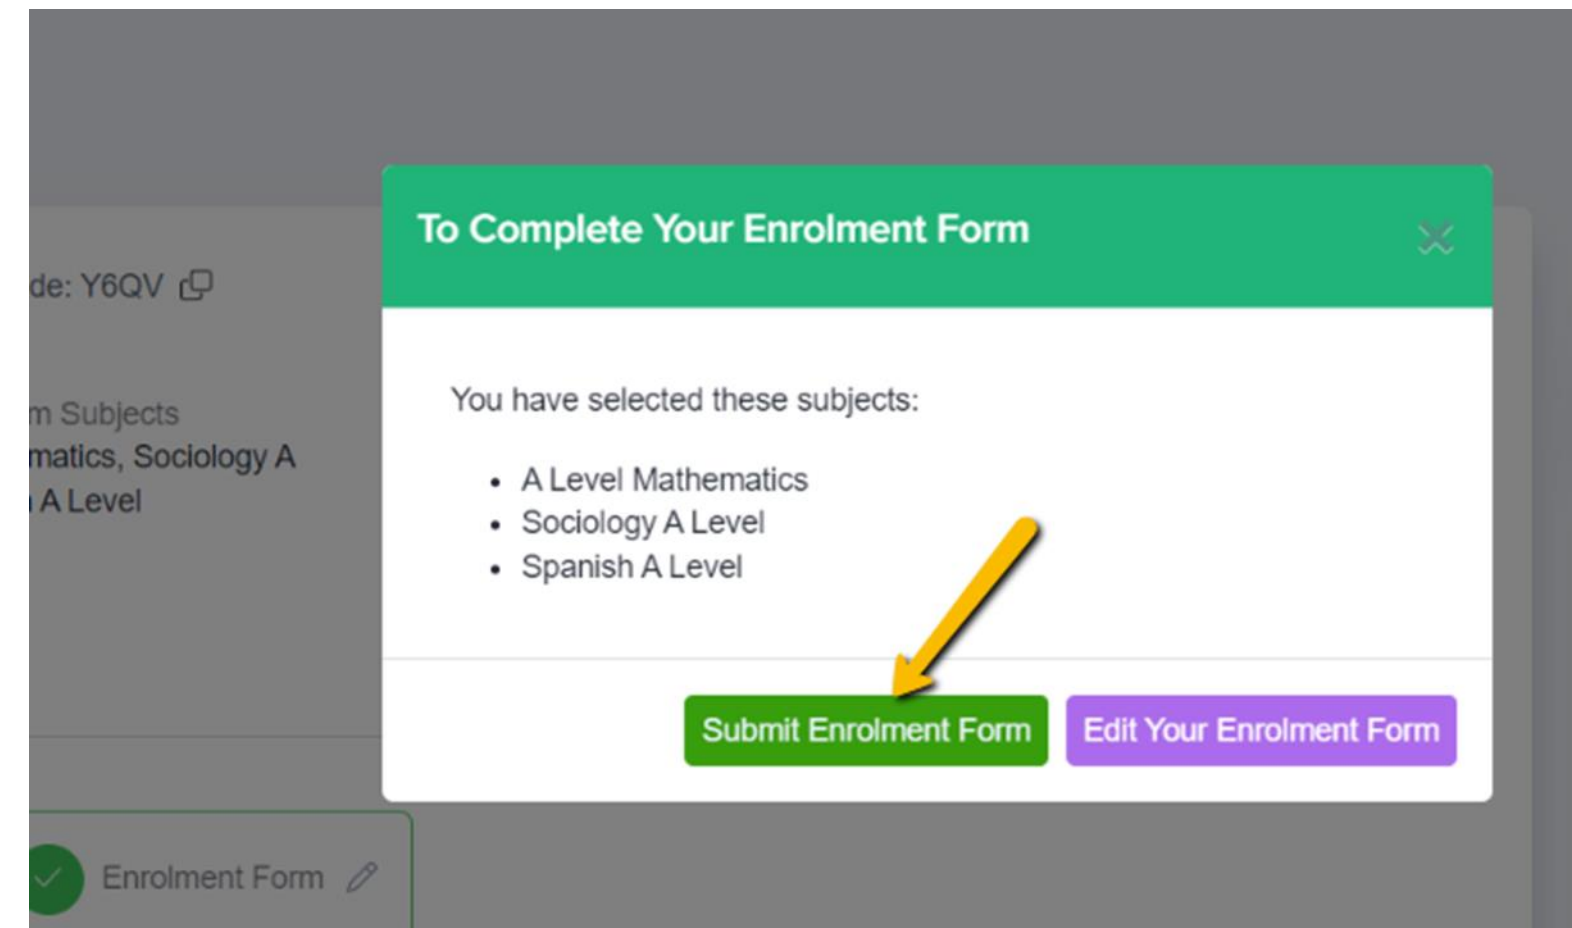 To Complete Your Enrolment Form
de: Y6QV
You have selected these subjects:
m Subjects
matics, Sociology A
A Level
• A Level Mathematics
• Sociology A Level
• Spanish A Level
Submit Enrolment Form
Edit Your Enrolment Form
Enrolment Form